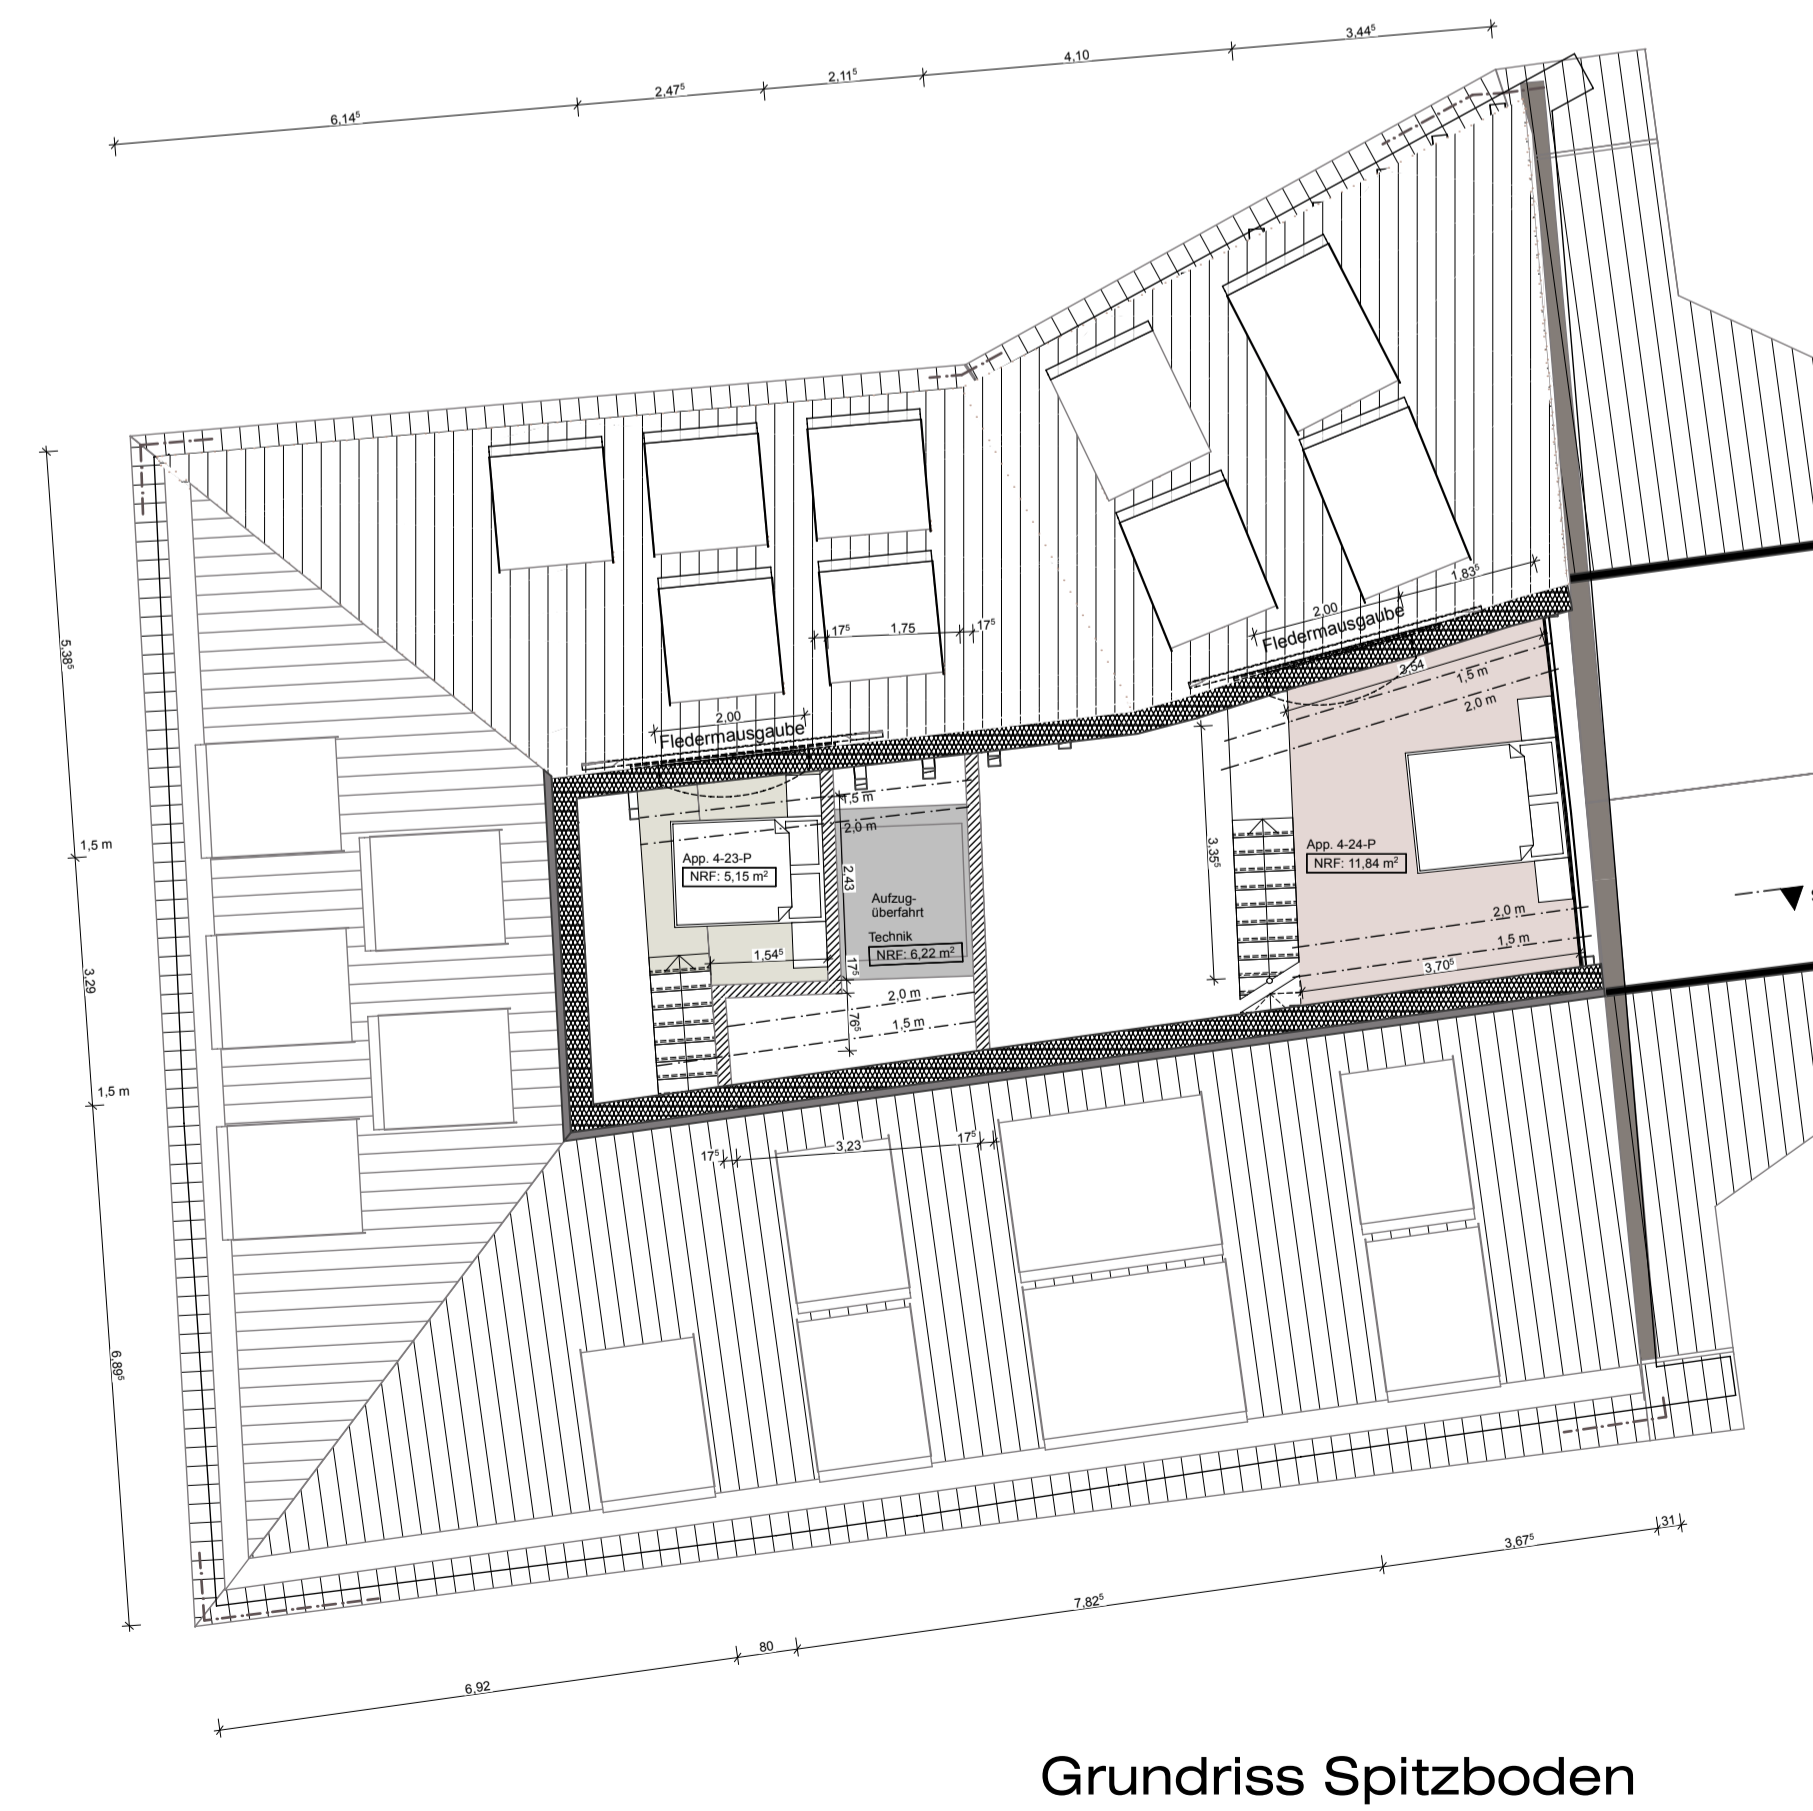 6,14⁵
2,47⁵
2,11⁵
4,10
3,44⁵
5,38⁵
1,5 m
3,29
1,5 m
6,89⁵
17⁵
1,75
17⁵
2,00
Fledermausgaube
1,83⁵
2,00
Fledermausgaube
3,54
1,5 m
2,0 m
1,5 m
2,0 m
App. 4-23-P
NRF: 5,15 m²
2,43
Aufzug-
überfahrt
Technik
NRF: 6,22 m²
1,54⁵
17⁵
2,0 m
76⁵
1,5 m
3,35⁵
App. 4-24-P
NRF: 11,84 m²
2,0 m
1,5 m
3,70⁵
17⁵
3,23
17⁵
31
3,67⁵
7,82⁵
80
6,92
Grundriss Spitzboden